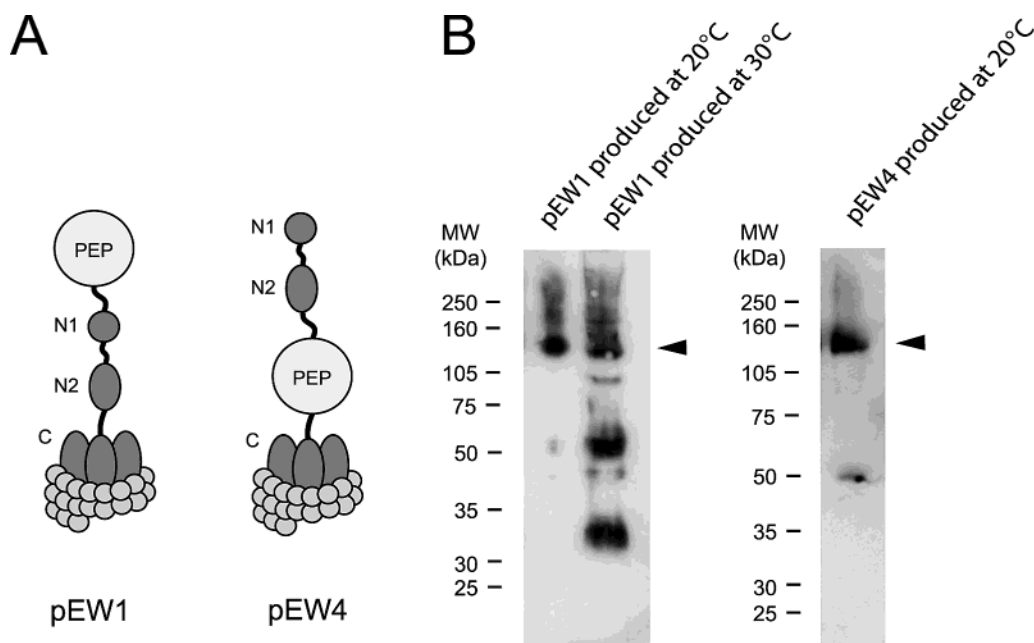 A
B
pEW1 produced at 20°C
pEW1 produced at 30°C
pEW4 produced at 20°C
PEP
N1
N2
C
pEW1
N1
N2
PEP
C
pEW4
MW
(kDa)
250
160
105
75
50
35
30
25
MW
(kDa)
250
160
105
75
50
35
30
25